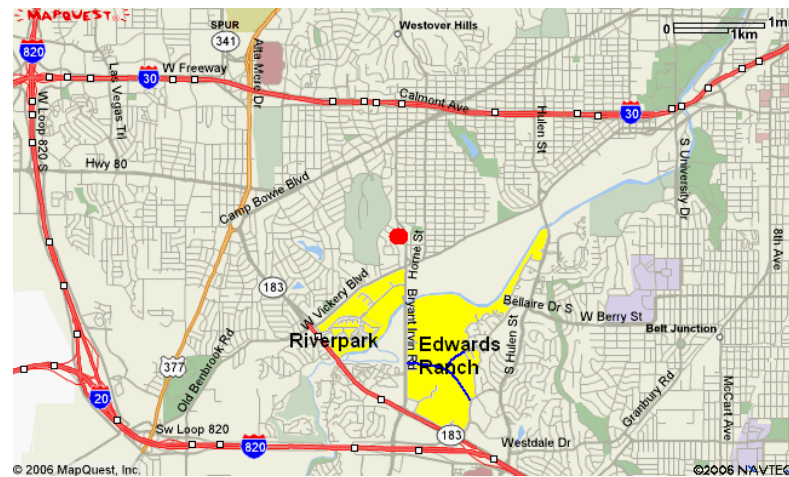 MAPQUEST
SPUR
341
Westover Hills
0
1m
1km
820
W Freeway
30
Alta Mere Dr
Las Vegas Trl
W Loop 820 S
Calmont Ave
Hulen St
30
S University Dr
Hwy 80
Camp Bowie Blvd
Horne St
8th Ave
183
W Vickery Blvd
Bryant Irvin Rd
Bellaire Dr S
W Berry St
Riverpark
Edwards
Ranch
S Hulen St
Belt Junction
377
Old Benbrook Rd
Granbury Rd
McCart Ave
20
Sw Loop 820
820
183
Westdale Dr
© 2006 MapQuest, Inc.
©2006 NAVTEQ